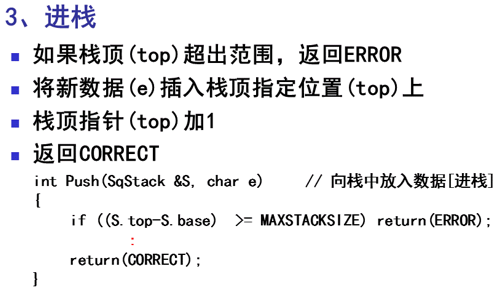 3、进栈
■ 如果栈顶(top)超出范围，返回ERROR
■ 将新数据(e)插入栈顶指定位置(top)上
■ 栈顶指针(top)加1
■ 返回CORRECT
int Push(SqStack &S, char e)     // 向栈中放入数据[进栈]
{
    if ((S.top-S.base)  >= MAXSTACKSIZE) return(ERROR);
          :
    return(CORRECT);
}